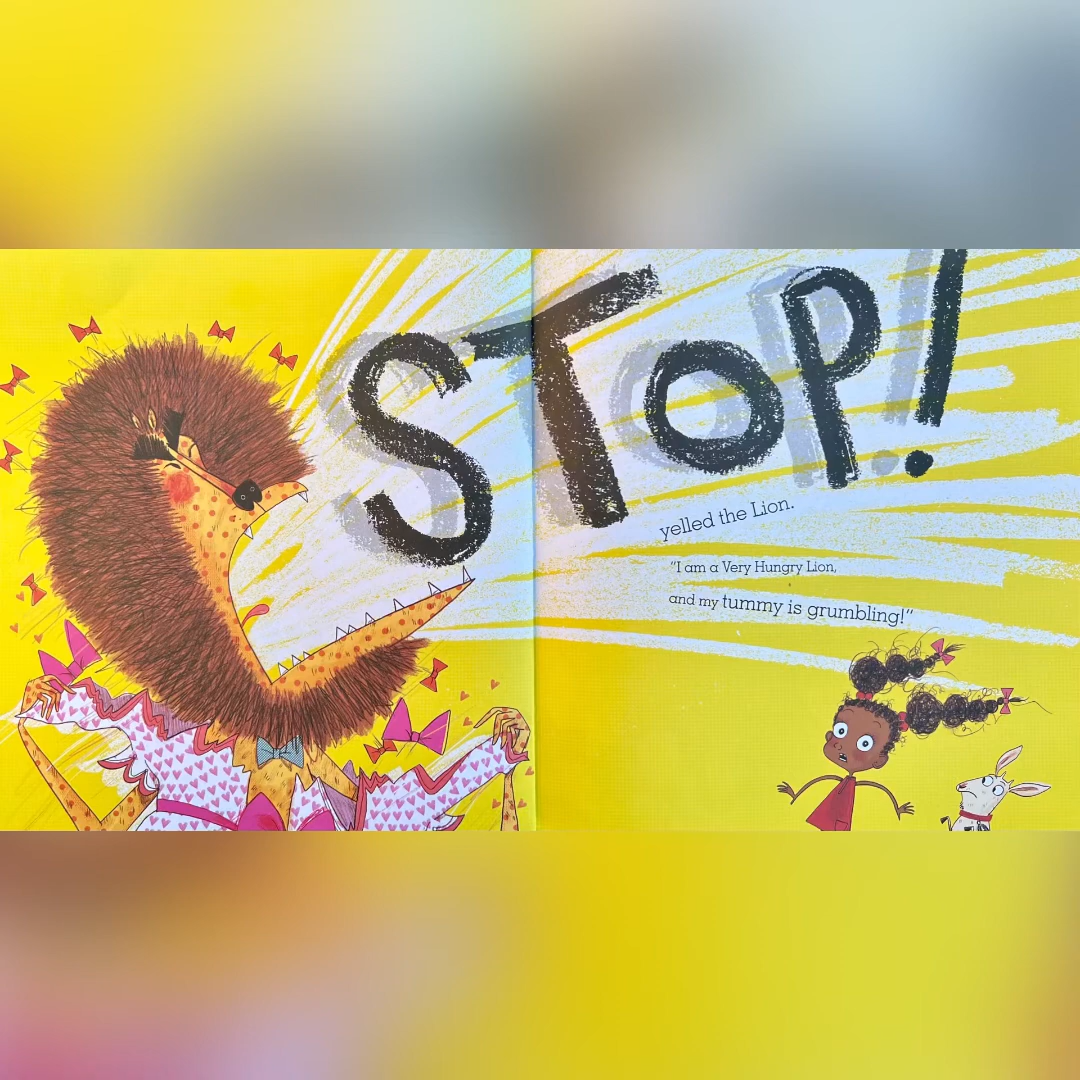 STOP!
yelled the Lion.
"I am a Very Hungry Lion,
and my tummy is grumbling!"